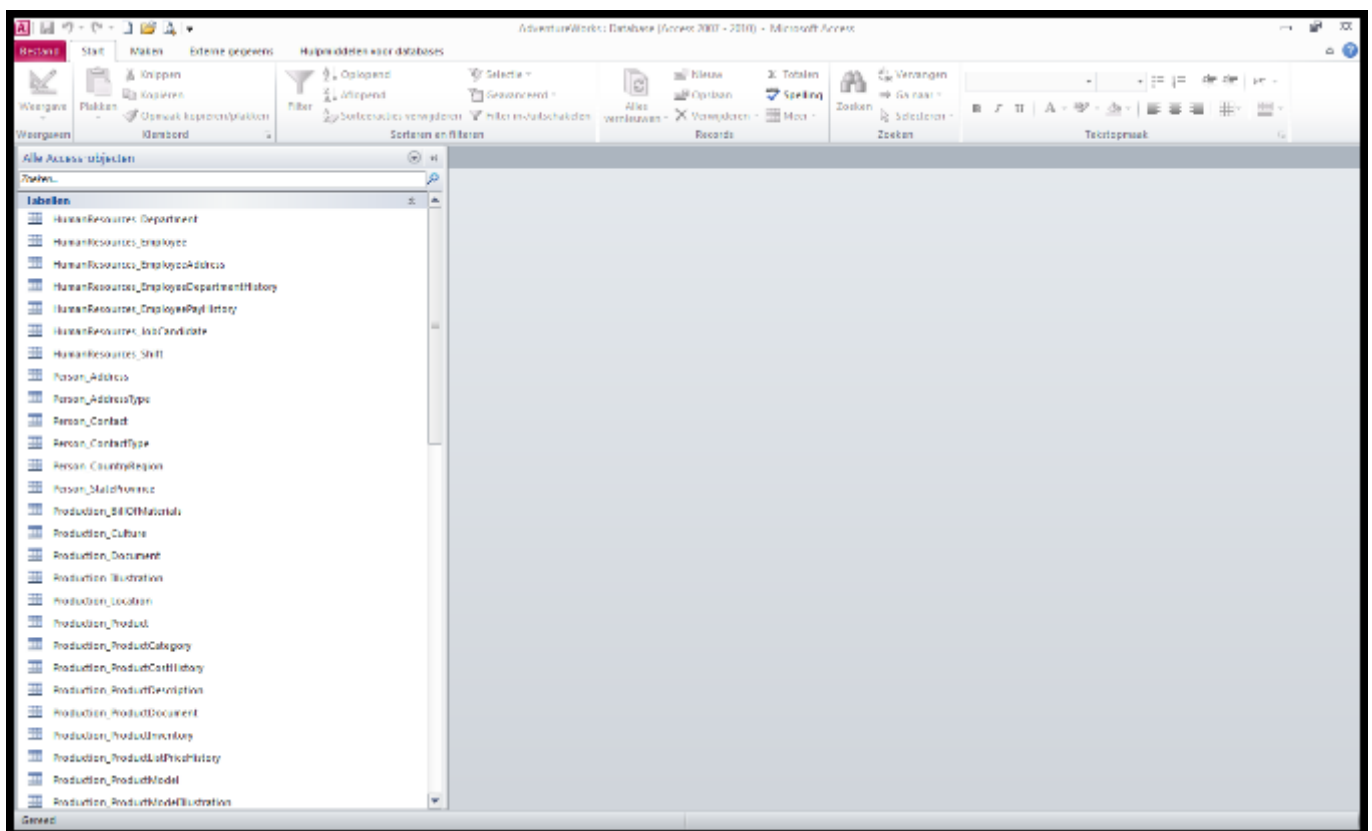 AdventureWorks : Database (Access 2007 - 2010) - Microsoft Access
Bestand Start Maken Externe gegevens Hulpmiddelen voor databases
Weergave
Plakken
Knippen
Kopiëren
Opmaak kopiëren/plakken
Filter
Oplopend
Aflopend
Sorteeracties verwijderen
Selectie
Geavanceerd
Filter in-/uitschakelen
Alles vernieuwen
Nieuw
Opslaan
Verwijderen
Totalen
Spelling
Meer
Zoeken
Vervangen
Ga naar
Selecteren
Weergaven Klembord Sorteren en filteren Records Zoeken Tekstopmaak
Alle Access-objecten
Zoeken...
Tabellen
HumanResources_Department
HumanResources_Employee
HumanResources_EmployeeAddress
HumanResources_EmployeeDepartmentHistory
HumanResources_EmployeePayHistory
HumanResources_JobCandidate
HumanResources_Shift
Person_Address
Person_AddressType
Person_Contact
Person_ContactType
Person_CountryRegion
Person_StateProvince
Production_BillOfMaterials
Production_Culture
Production_Document
Production_Illustration
Production_Location
Production_Product
Production_ProductCategory
Production_ProductCostHistory
Production_ProductDescription
Production_ProductDocument
Production_ProductInventory
Production_ProductListPriceHistory
Production_ProductModel
Production_ProductModelIllustration
Gereed